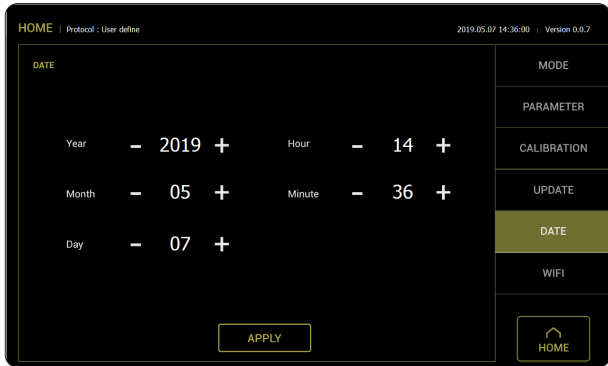 HOME | Protocol : User define 2019.05.07 14:36:00 | Version 0.0.7
DATE
MODE
PARAMETER
CALIBRATION
UPDATE
DATE
WIFI
HOME
Year - 2019 + Hour - 14 +
Month - 05 + Minute - 36 +
Day - 07 +
APPLY